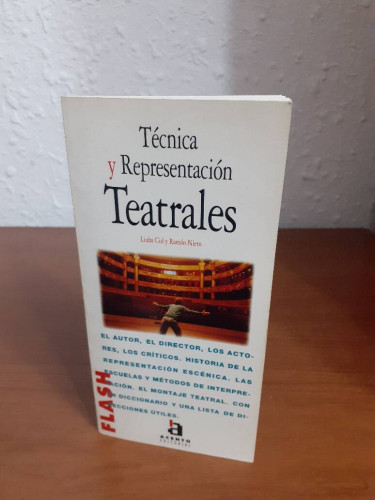 Técnica
y Representación
Teatrales
Liuba Cid y Ramón Nieto
EL AUTOR, EL DIRECTOR, LOS ACTO-
RES, LOS CRÍTICOS. HISTORIA DE LA
REPRESENTACIÓN ESCÉNICA. LAS
ESCUELAS Y MÉTODOS DE INTERPRE-
TACIÓN. EL MONTAJE TEATRAL. CON
UN DICCIONARIO Y UNA LISTA DE DI-
RECCIONES ÚTILES.
FLASH
ACENTO
EDITORIAL